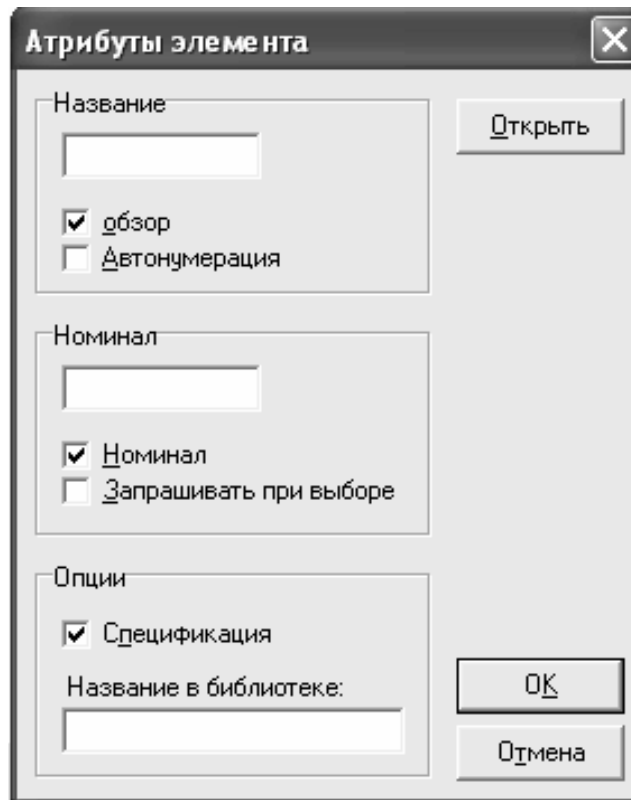 Атрибуты элемента
Название
Открыть
обзор
Автонумерация
Номинал
Номинал
Запрашивать при выборе
Опции
Спецификация
Название в библиотеке:
OK
Отмена